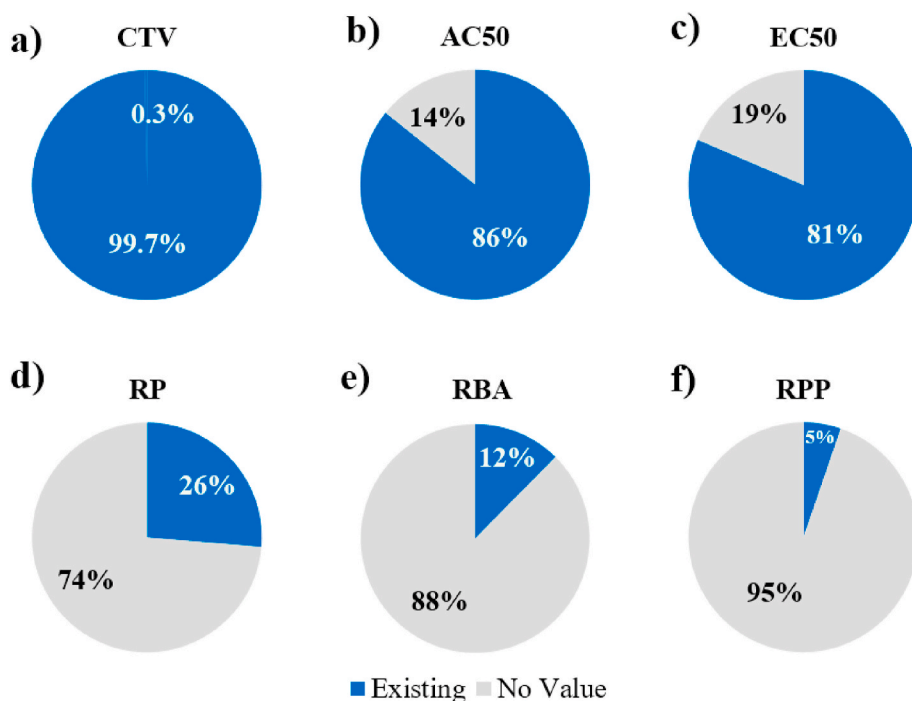 a) CTV
0.3%
99.7%
b) AC50
14%
86%
c) EC50
19%
81%
d) RP
26%
74%
e) RBA
12%
88%
f) RPP
5%
95%
Existing No Value